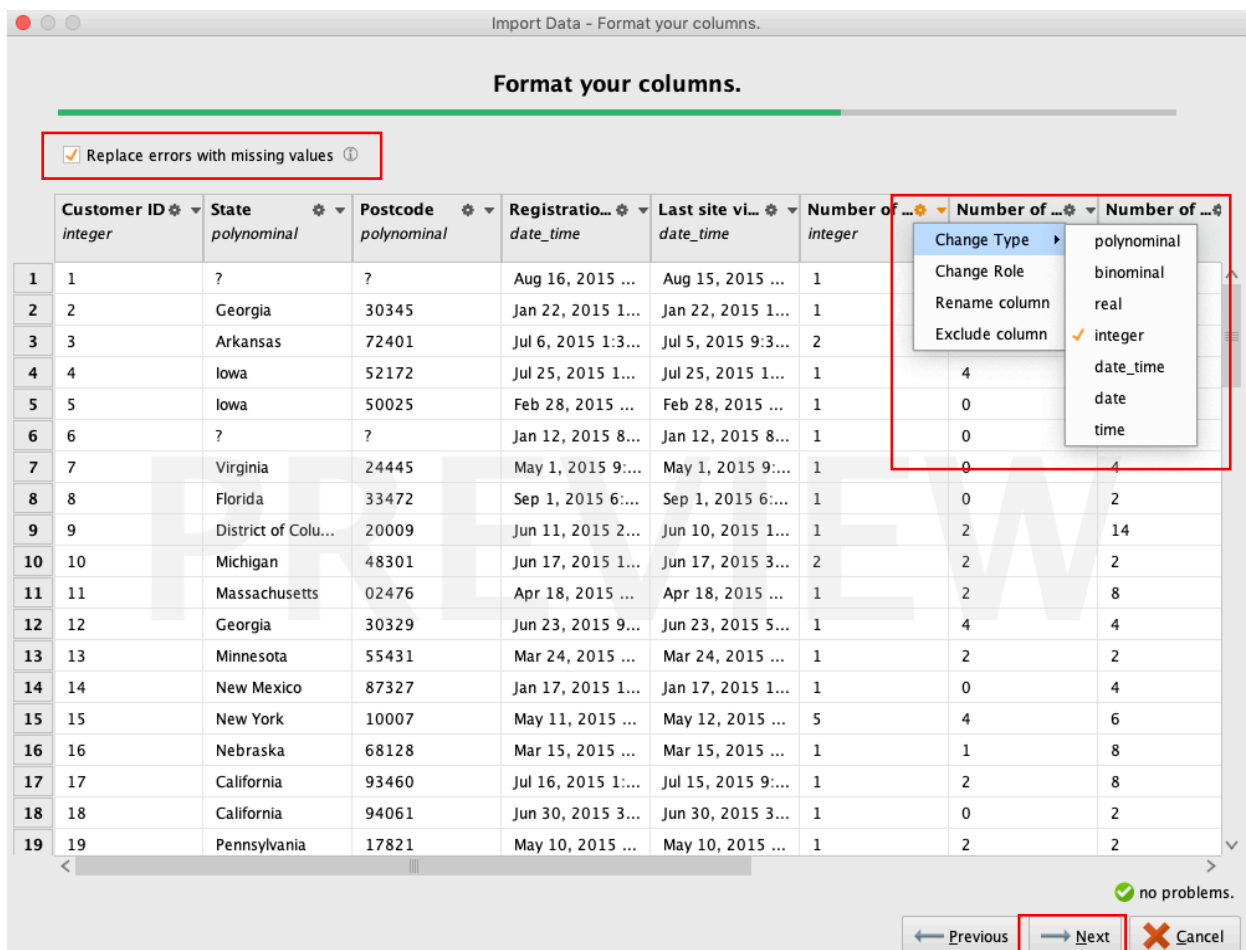 Import Data - Format your columns.
Format your columns.
Replace errors with missing values
Customer ID State Postcode Registratio... Last site vi... Number of ... Number of ... Number of ...
integer polynominal polynominal date_time date_time integer
Change Type polynominal
Change Role binominal
Rename column real
Exclude column integer
date_time
date
time
1 1 ? ? Aug 16, 2015 ... Aug 15, 2015 ... 1
2 2 Georgia 30345 Jan 22, 2015 1... Jan 22, 2015 1... 1
3 3 Arkansas 72401 Jul 6, 2015 1:3... Jul 5, 2015 9:3... 2
4 4 Iowa 52172 Jul 25, 2015 1... Jul 25, 2015 1... 1 4
5 5 Iowa 50025 Feb 28, 2015 ... Feb 28, 2015 ... 1 0
6 6 ? ? Jan 12, 2015 8... Jan 12, 2015 8... 1 0
7 7 Virginia 24445 May 1, 2015 9:... May 1, 2015 9:... 1 0 4
8 8 Florida 33472 Sep 1, 2015 6:... Sep 1, 2015 6:... 1 0 2
9 9 District of Colu... 20009 Jun 11, 2015 2... Jun 10, 2015 1... 1 2 14
10 10 Michigan 48301 Jun 17, 2015 1... Jun 17, 2015 3... 2 2 2
11 11 Massachusetts 02476 Apr 18, 2015 ... Apr 18, 2015 ... 1 2 8
12 12 Georgia 30329 Jun 23, 2015 9... Jun 23, 2015 5... 1 4 4
13 13 Minnesota 55431 Mar 24, 2015 ... Mar 24, 2015 ... 1 2 2
14 14 New Mexico 87327 Jan 17, 2015 1... Jan 17, 2015 1... 1 0 4
15 15 New York 10007 May 11, 2015 ... May 12, 2015 ... 5 4 6
16 16 Nebraska 68128 Mar 15, 2015 ... Mar 15, 2015 ... 1 1 8
17 17 California 93460 Jul 16, 2015 1:... Jul 15, 2015 9:... 1 2 8
18 18 California 94061 Jun 30, 2015 3... Jun 30, 2015 3... 1 0 2
19 19 Pennsylvania 17821 May 10, 2015 ... May 10, 2015 ... 1 2 2
PREVIEW
no problems.
Previous Next Cancel